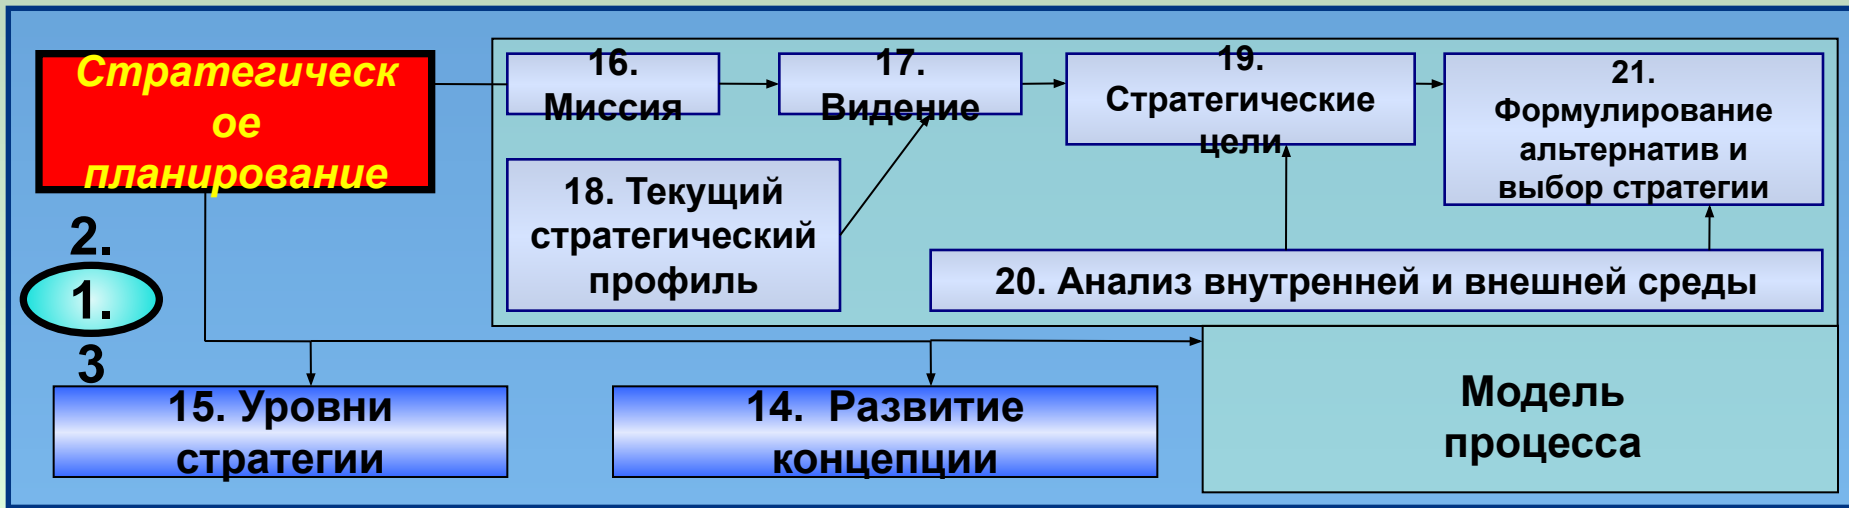 Стратегическ
ое
планирование
16.
Миссия
17.
Видение
19.
Стратегические
цели
21.
Формулирование
альтернатив и
выбор стратегии
18. Текущий
стратегический
профиль
20. Анализ внутренней и внешней среды
2.
1.
3
15. Уровни
стратегии
14. Развитие
концепции
Модель
процесса